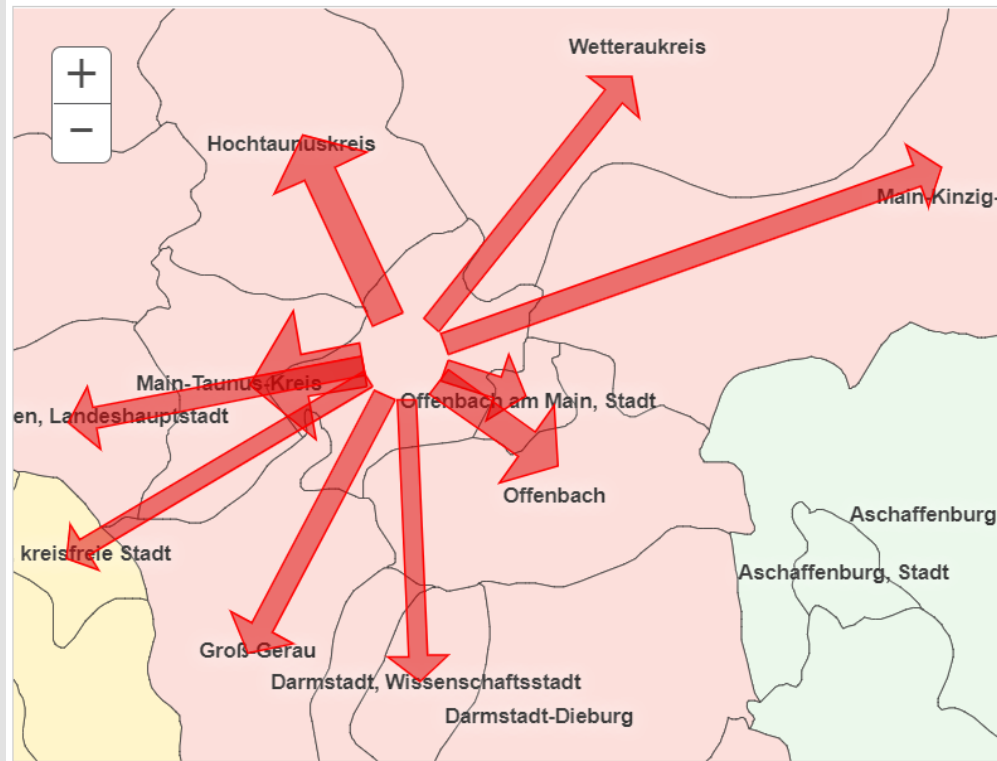 Wetteraukreis
+
−
Hochtaunuskreis
Main-Kinzig-
Main-Taunus-Kreis
Offenbach am Main, Stadt
en, Landeshauptstadt
Offenbach
Aschaffenburg
kreisfreie Stadt
Aschaffenburg, Stadt
Groß-Gerau
Darmstadt, Wissenschaftsstadt
Darmstadt-Dieburg